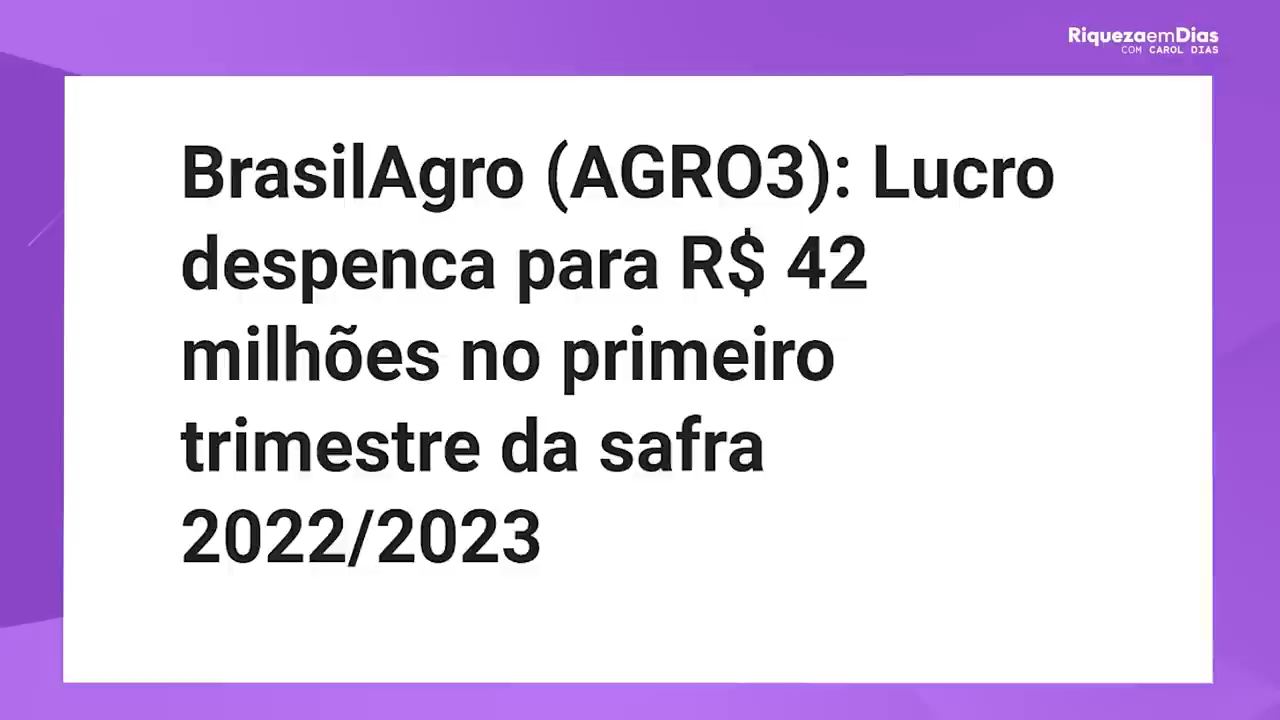 RiquezaemDias
COM CAROL DIAS
BrasilAgro (AGRO3): Lucro
despenca para R$ 42
milhões no primeiro
trimestre da safra
2022/2023